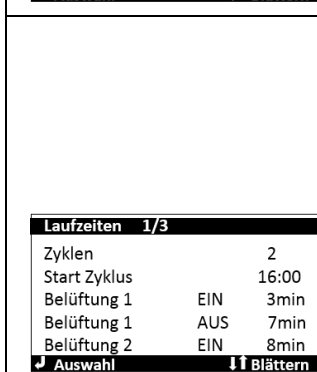 Laufzeiten 1/3
Zyklen 2
Start Zyklus 16:00
Belüftung 1 EIN 3min
Belüftung 1 AUS 7min
Belüftung 2 EIN 8min
↲ Auswahl ↓↑ Blättern